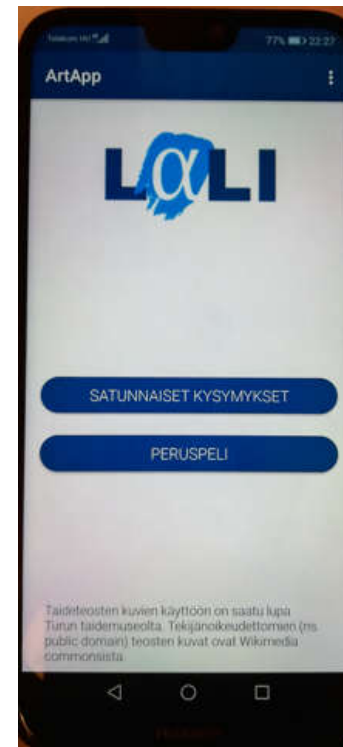 77% 22:27
ArtApp
LαLI
SATUNNAISET KYSYMYKSET
PERUSPELI
Taideteosten kuvien käyttöön on saatu lupa
Turun taidemuseolta. Tekijänoikeudettomien (ns
public domain) teosten kuvat ovat Wikimedia
commonsista.
HUAWEI